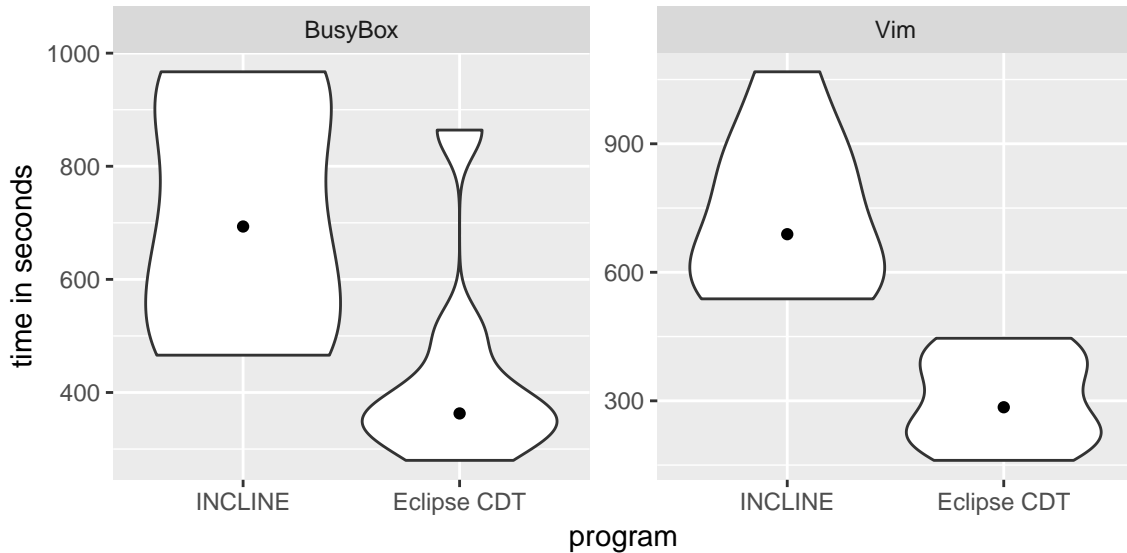 BusyBox
Vim
1000
800
600
400
900
600
300
time in seconds
INCLINE
Eclipse CDT
INCLINE
Eclipse CDT
program